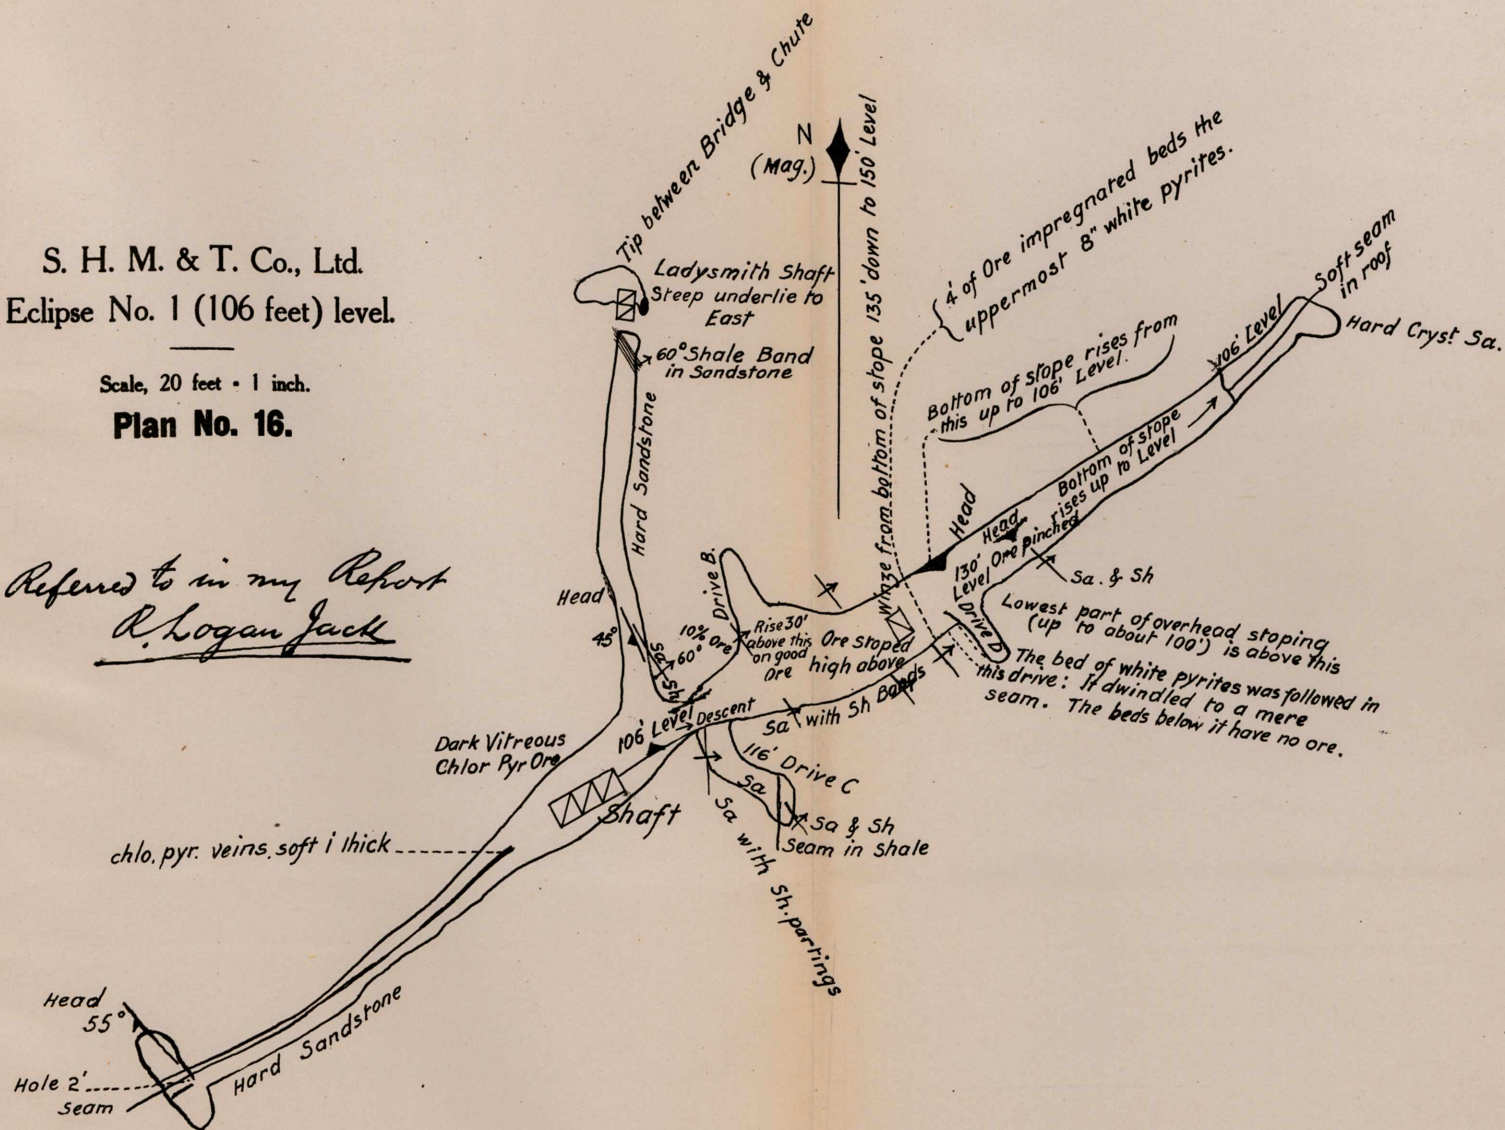 S. H. M. & T. Co., Ltd.
Eclipse No. 1 (106 feet) level.
Scale, 20 feet = 1 inch.
Plan No. 16.
Referred to in my Report
R. Logan Jack
Tip between Bridge & Chute
N
(Mag.)
Ladysmith Shaft
Steep underlie to
East
60° Shale Band
in Sandstone
Hard Sandstone
Winze from bottom of stope 135' down to 150' Level
4' of Ore impregnated beds the
uppermost 8" white pyrites.
Bottom of stope rises from
this up to 106' Level.
Soft seam
in roof
106' Level
Hard Cryst. Sa.
Bottom of stope
rises up to Level
Head
Head
Ore pinched
130'
Level
Sa. & Sh
Drive D
Lowest part of overhead stoping
(up to about 100') is above this
The bed of white pyrites was followed in
this drive: It dwindled to a mere
seam. The beds below it have no ore.
Drive B.
Head
45°
Sa
Sh
60°
10% Ore
Rise 30'
above this
on good
Ore
Ore Stoped
high above
106' Level
Descent
Sa with Sh Bands
116' Drive C
Sa
Sa & Sh
Seam in Shale
Sa with Sh. partings
Dark Vitreous
Chlor Pyr Ore
Shaft
chlo. pyr. veins. soft i thick
Hard Sandstone
Head
55°
Hole 2'
Seam